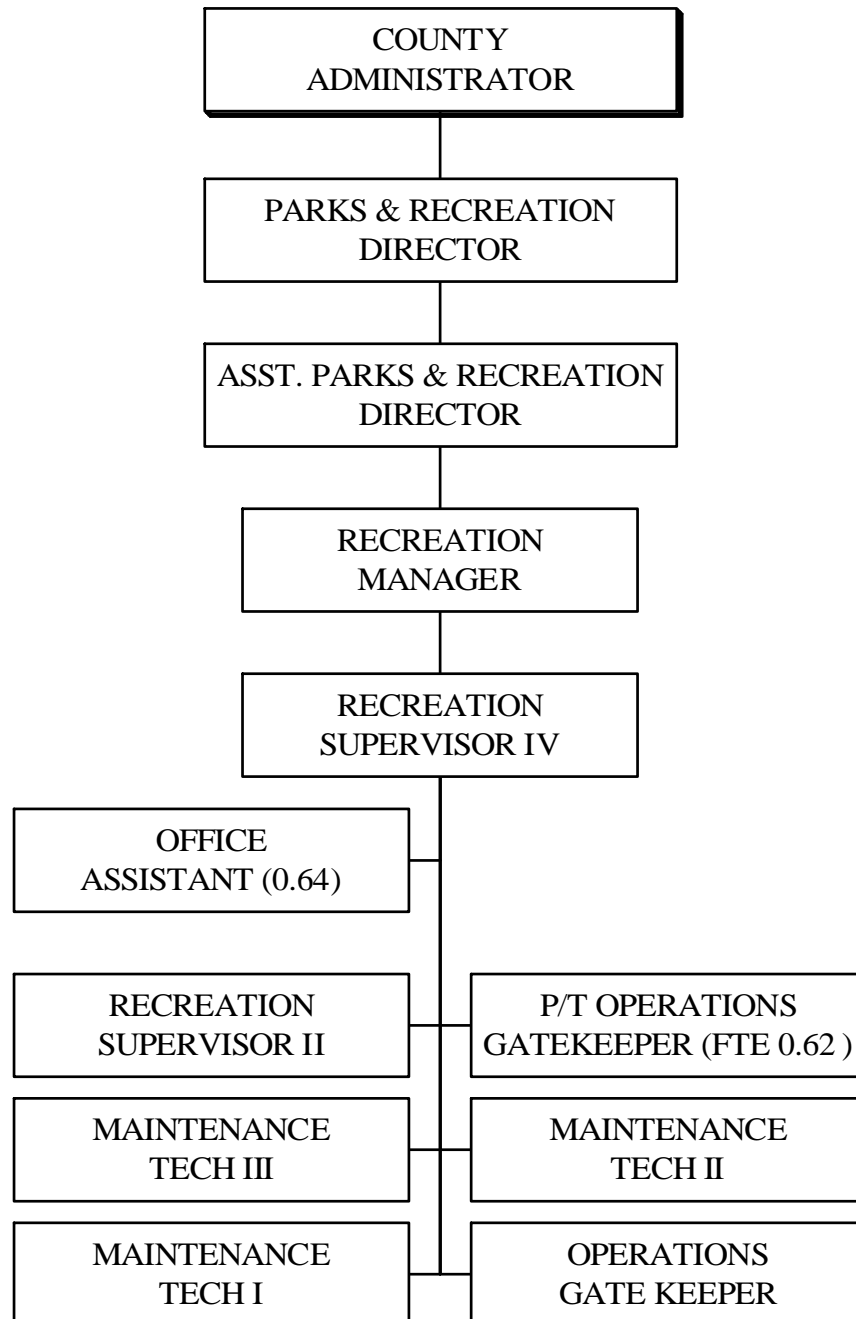 COUNTY
ADMINISTRATOR
PARKS & RECREATION
DIRECTOR
ASST. PARKS & RECREATION
DIRECTOR
RECREATION
MANAGER
RECREATION
SUPERVISOR IV
OFFICE
ASSISTANT (0.64)
RECREATION
SUPERVISOR II
P/T OPERATIONS
GATEKEEPER (FTE 0.62 )
MAINTENANCE
TECH III
MAINTENANCE
TECH II
MAINTENANCE
TECH I
OPERATIONS
GATE KEEPER